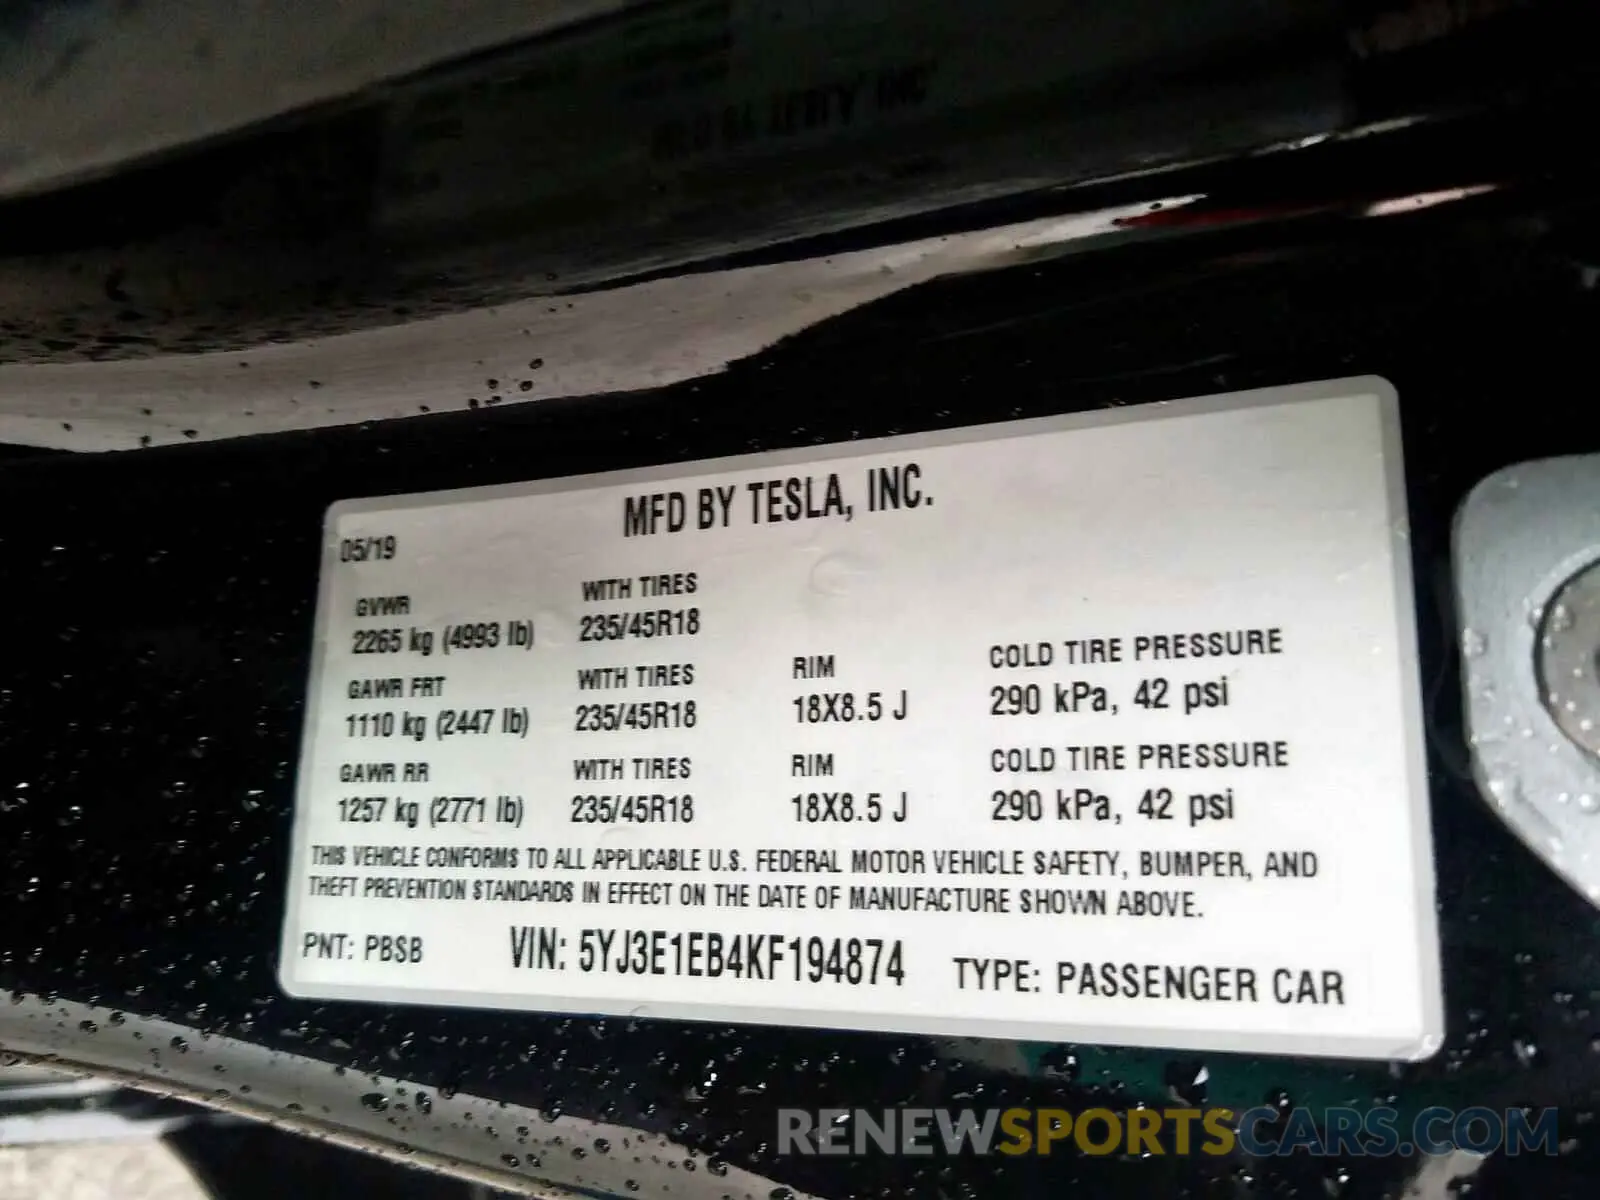 MFD BY TESLA, INC.
05/19
GVWR WITH TIRES
2265 kg (4993 lb) 235/45R18
GAWR FRT WITH TIRES RIM COLD TIRE PRESSURE
1110 kg (2447 lb) 235/45R18 18X8.5 J 290 kPa, 42 psi
GAWR RR WITH TIRES RIM COLD TIRE PRESSURE
1257 kg (2771 lb) 235/45R18 18X8.5 J 290 kPa, 42 psi
THIS VEHICLE CONFORMS TO ALL APPLICABLE U.S. FEDERAL MOTOR VEHICLE SAFETY, BUMPER, AND
THEFT PREVENTION STANDARDS IN EFFECT ON THE DATE OF MANUFACTURE SHOWN ABOVE.
PNT: PBSB VIN: 5YJ3E1EB4KF194874 TYPE: PASSENGER CAR
RENEWSPORTSCARS.COM